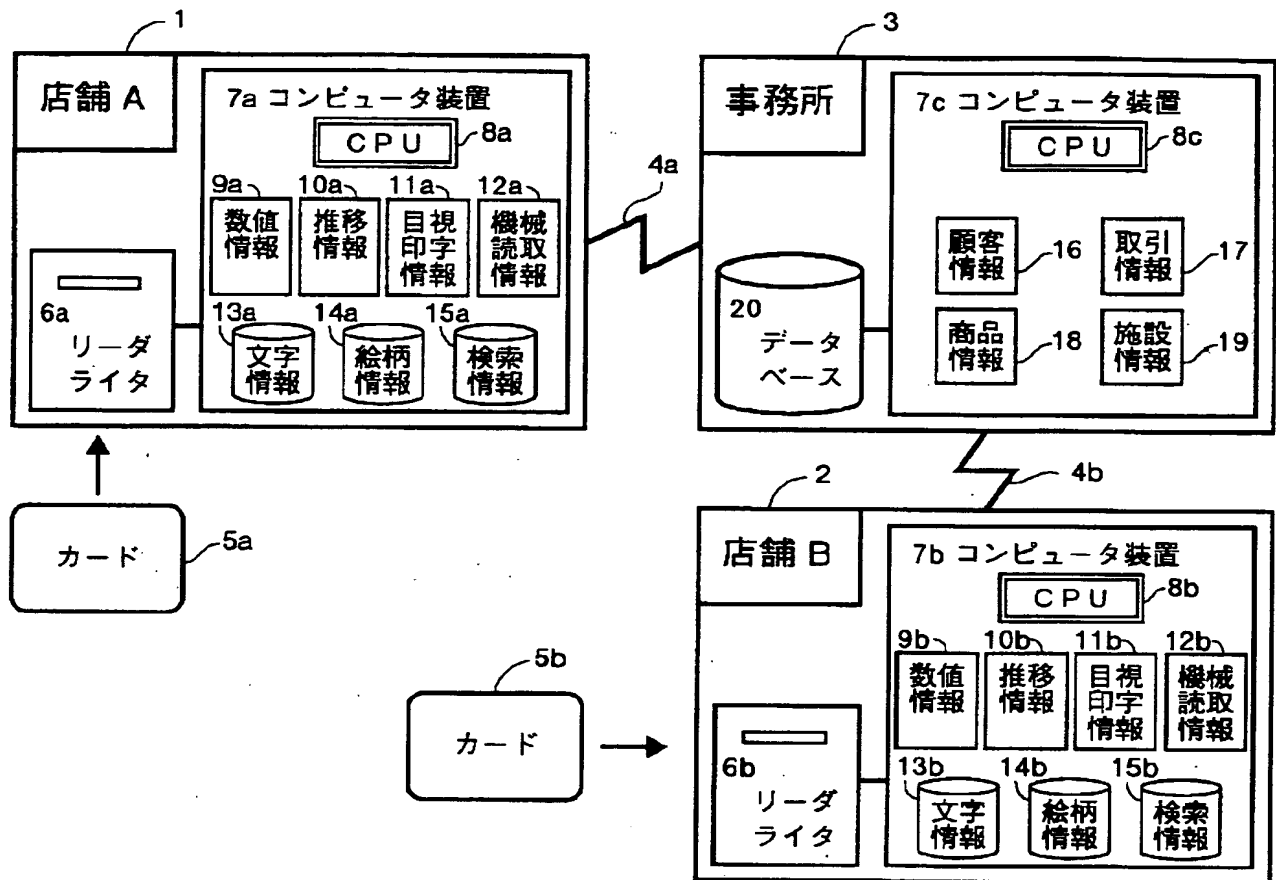 1
店舗 A
7a コンピュータ装置
CPU
8a
9a
10a
11a
12a
数値
情報
推移
情報
目視
印字
情報
機械
読取
情報
6a
リーダ
ライタ
13a
14a
15a
文字
情報
絵柄
情報
検索
情報
カード
5a
4a
3
事務所
7c コンピュータ装置
CPU
8c
顧客
情報
16
取引
情報
17
商品
情報
18
施設
情報
19
20
データ
ベース
4b
2
店舗 B
7b コンピュータ装置
CPU
8b
9b
10b
11b
12b
数値
情報
推移
情報
目視
印字
情報
機械
読取
情報
6b
リーダ
ライタ
13b
14b
15b
文字
情報
絵柄
情報
検索
情報
5b
カード